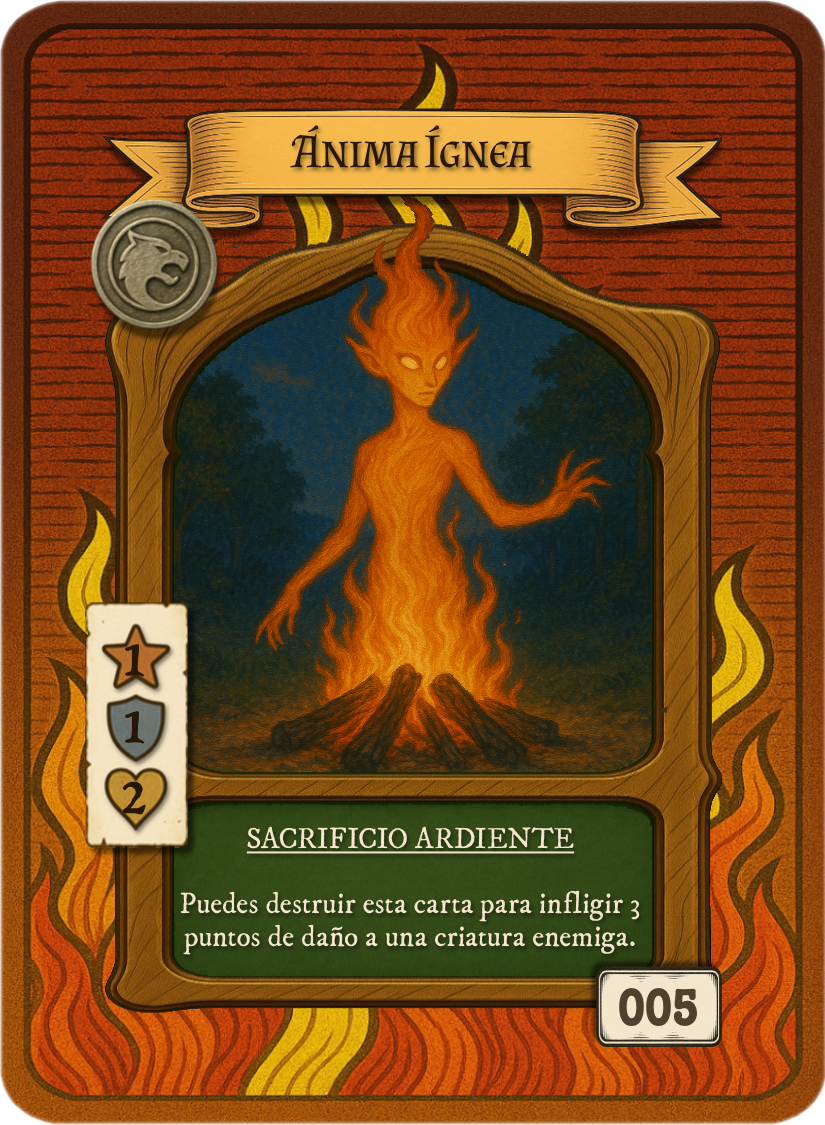 Ánima Ígnea
1
1
2
SACRIFICIO ARDIENTE
Puedes destruir esta carta para infligir 3
puntos de daño a una criatura enemiga.
005